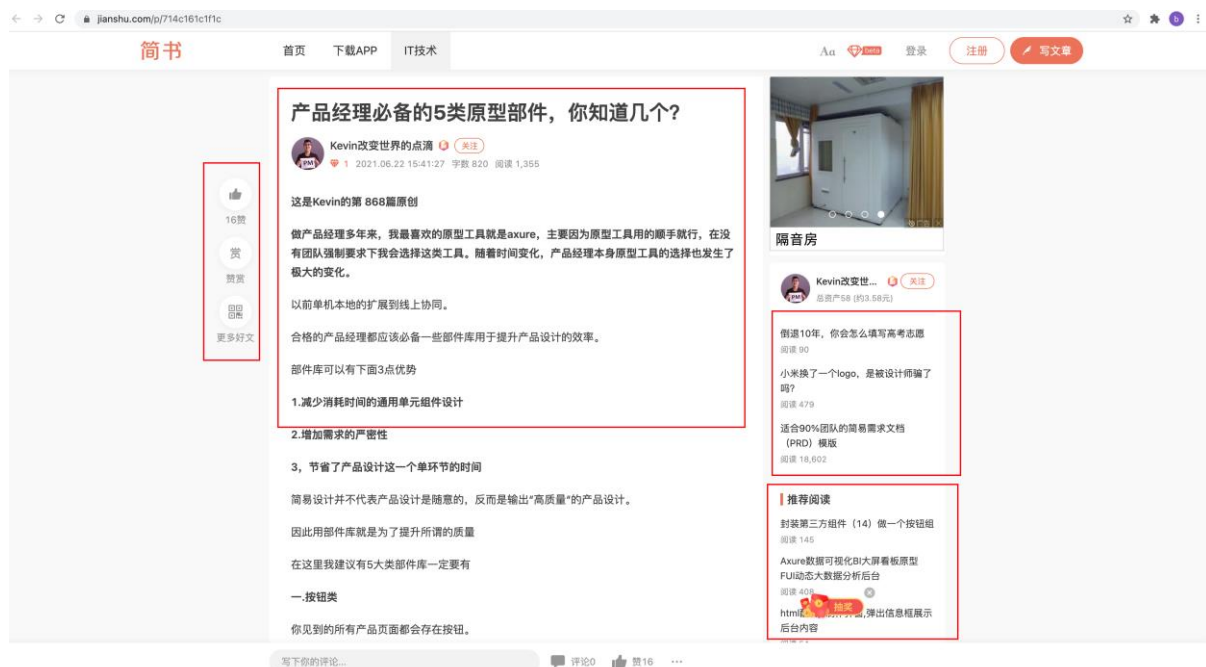 jianshu.com/p/714c161c1f1c
b
简书
首页
下载APP
IT技术
Aa
beta
登录
注册
写文章
产品经理必备的5类原型部件，你知道几个？
Kevin改变世界的点滴
关注
PM
1 2021.06.22 15:41:27 字数 820 阅读 1,355
16赞
赏
赞赏
更多好文
这是Kevin的第 868篇原创
做产品经理多年来，我最喜欢的原型工具就是axure，主要因为原型工具用的顺手就行，在没
有团队强制要求下我会选择这类工具。随着时间变化，产品经理本身原型工具的选择也发生了
极大的变化。
以前单机本地的扩展到线上协同。
合格的产品经理都应该必备一些部件库用于提升产品设计的效率。
部件库可以有下面3点优势
1.减少消耗时间的通用单元组件设计
2.增加需求的严密性
3，节省了产品设计这一个单环节的时间
简易设计并不代表产品设计是随意的，反而是输出“高质量”的产品设计。
因此用部件库就是为了提升所谓的质量
在这里我建议有5大类部件库一定要有
一.按钮类
你见到的所有产品页面都会存在按钮。
隔音房
Kevin改变世...
关注
PM
总资产58 (约3.58元)
倒退10年，你会怎么填写高考志愿
阅读 90
小米换了一个logo，是被设计师骗了
吗?
阅读 479
适合90%团队的简易需求文档
（PRD）模版
阅读 18,602
推荐阅读
封装第三方组件（14）做一个按钮组
阅读 145
Axure数据可视化BI大屏看板原型
FUI动态大数据分析后台
阅读 408
抽奖
html
面,弹出信息框展示
后台内容
写下你的评论...
评论0
赞16